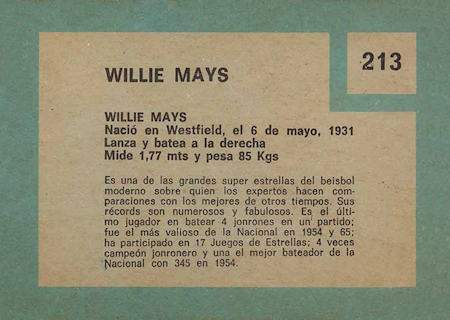 WILLIE MAYS
213
WILLIE MAYS
Nació en Westfield, el 6 de mayo, 1931
Lanza y batea a la derecha
Mide 1,77 mts y pesa 85 Kgs
Es una de las grandes super estrellas del beisbol
moderno sobre quien los expertos hacen com-
paraciones con los mejores de otros tiempos. Sus
récords son numerosos y fabulosos. Es el últi-
mo jugador en batear 4 jonrones en un partido;
fue el más valioso de la Nacional en 1954 y 65;
ha participado en 17 Juegos de Estrellas; 4 veces
campeón jonronero y una el mejor bateador de la
Nacional con 345 en 1954.